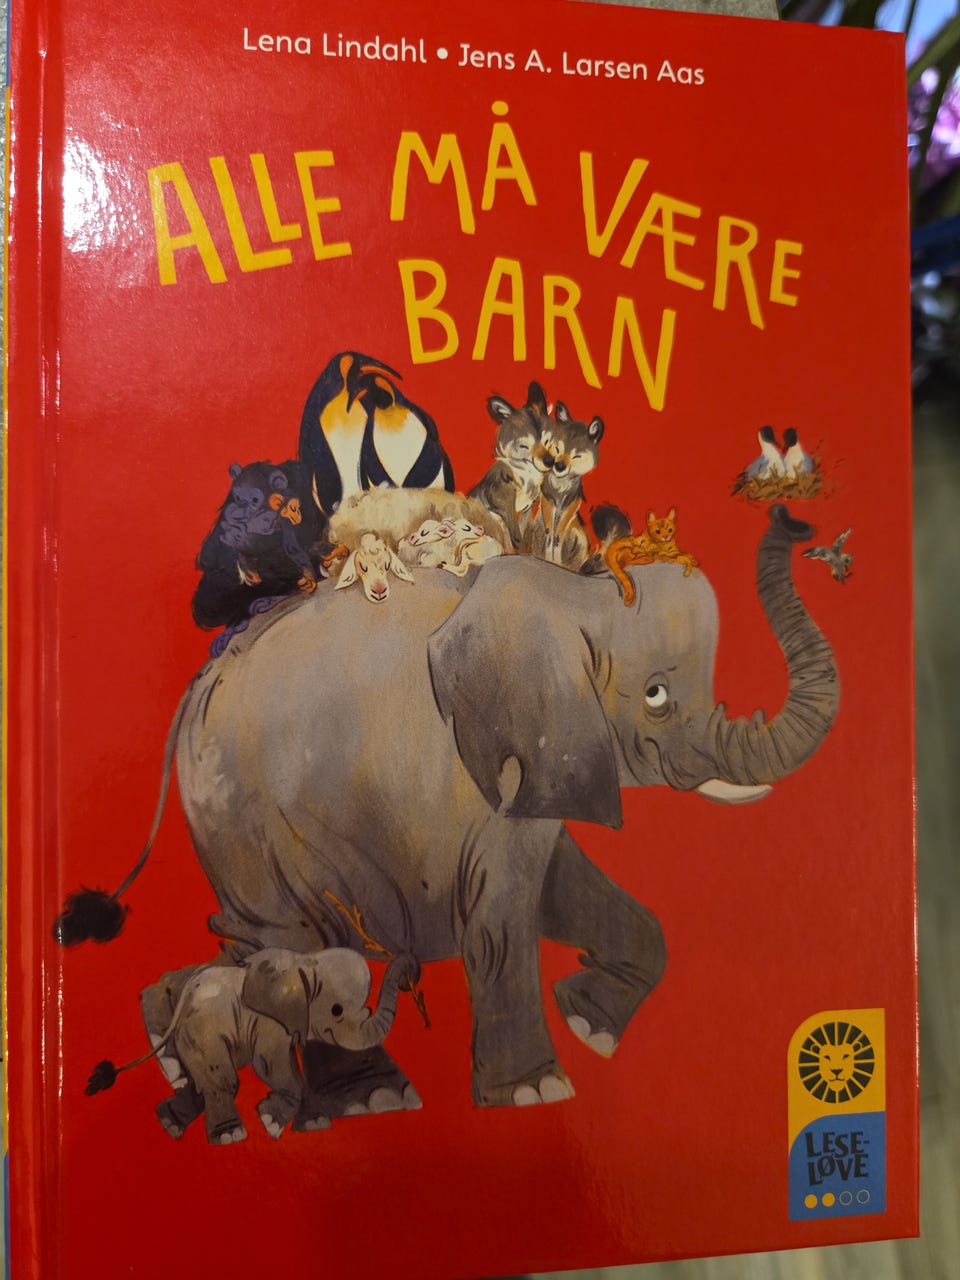 Lena Lindahl • Jens A. Larsen Aas
ALLE MÅ VÆRE
BARN
LESE-
LØVE